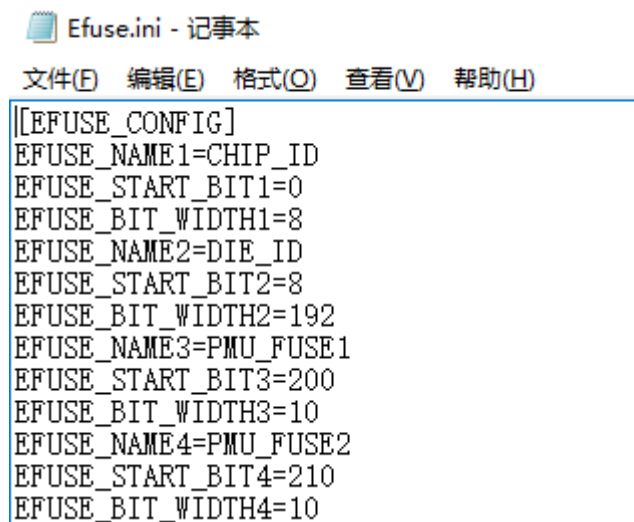 Efuse.ini - 记事本
文件(F) 编辑(E) 格式(O) 查看(V) 帮助(H)
[EFUSE_CONFIG]
EFUSE_NAME1=CHIP_ID
EFUSE_START_BIT1=0
EFUSE_BIT_WIDTH1=8
EFUSE_NAME2=DIE_ID
EFUSE_START_BIT2=8
EFUSE_BIT_WIDTH2=192
EFUSE_NAME3=PMU_FUSE1
EFUSE_START_BIT3=200
EFUSE_BIT_WIDTH3=10
EFUSE_NAME4=PMU_FUSE2
EFUSE_START_BIT4=210
EFUSE_BIT_WIDTH4=10